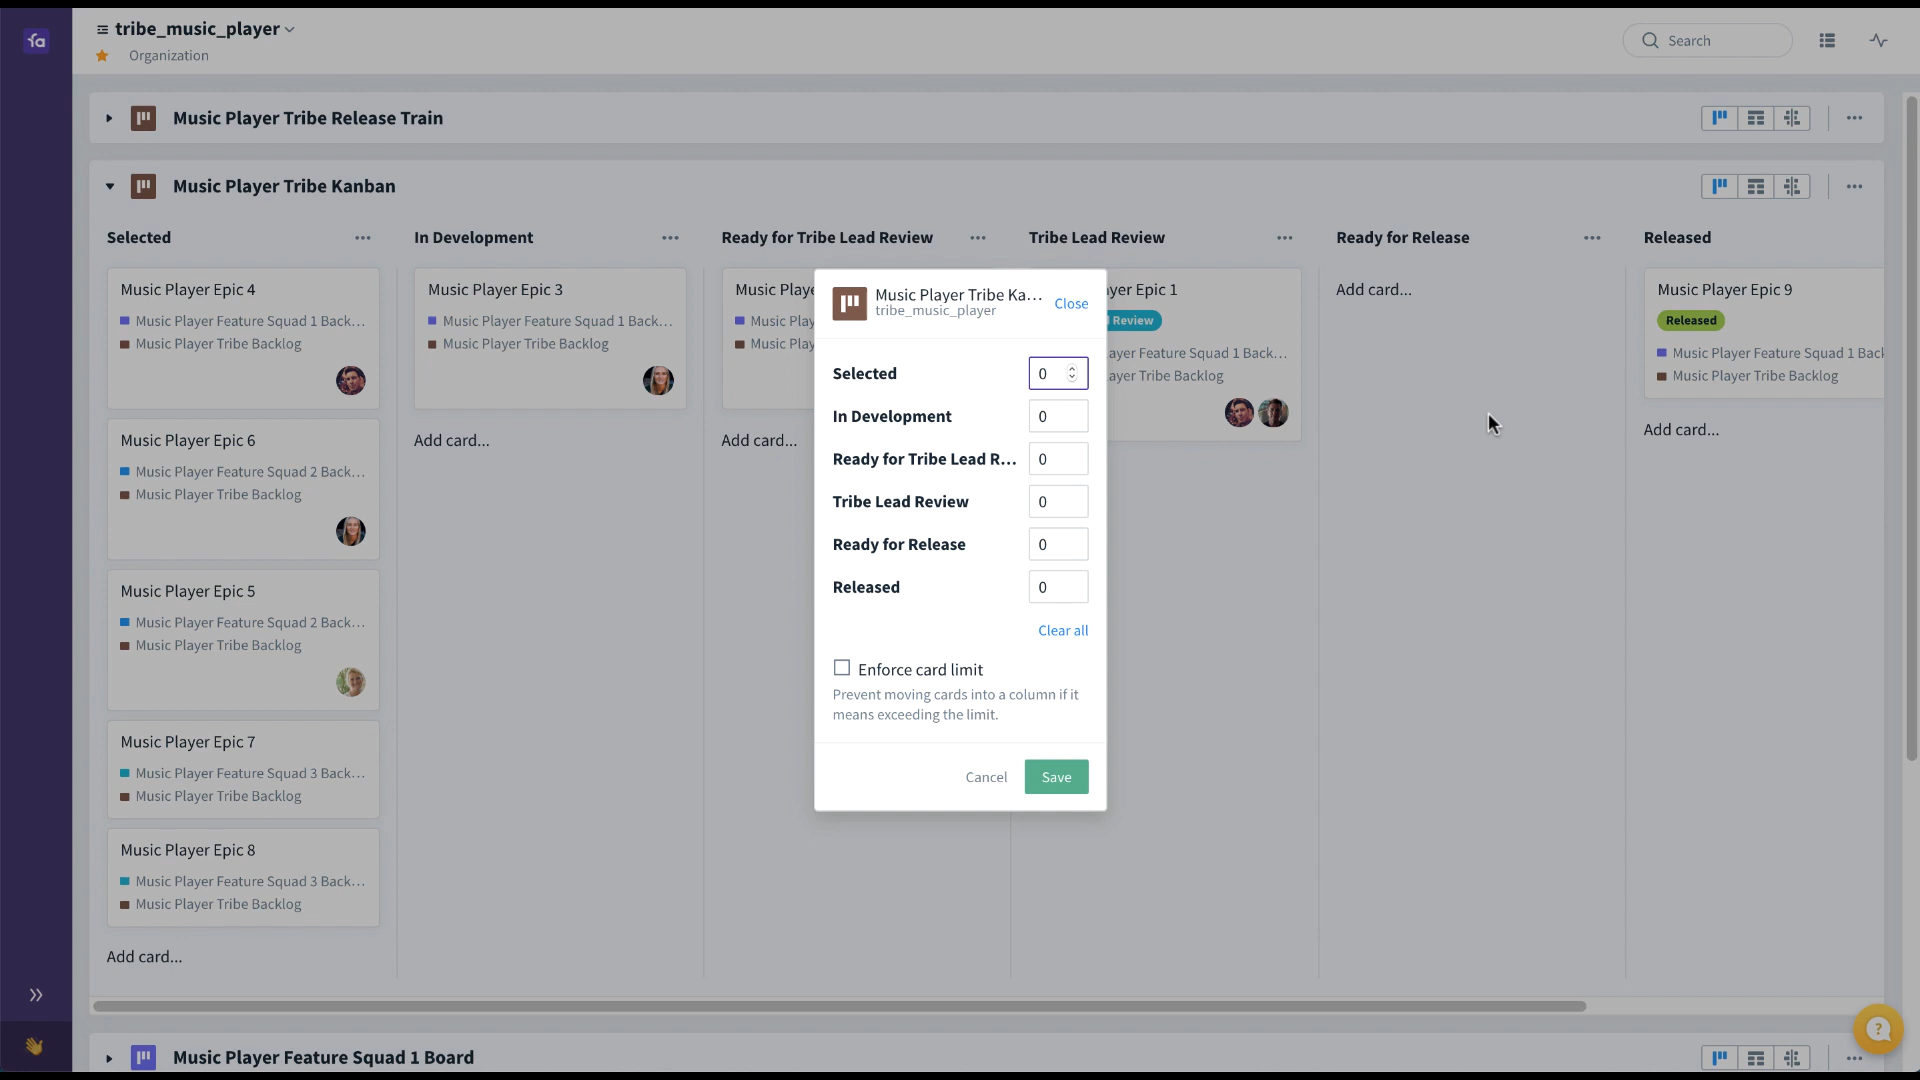 fa
tribe_music_player
Organization
Search
Music Player Tribe Release Train
Music Player Tribe Kanban
Selected
Music Player Epic 4
Music Player Feature Squad 1 Back...
Music Player Tribe Backlog
Music Player Epic 6
Music Player Feature Squad 2 Back...
Music Player Tribe Backlog
Music Player Epic 5
Music Player Feature Squad 2 Back...
Music Player Tribe Backlog
Music Player Epic 7
Music Player Feature Squad 3 Back...
Music Player Tribe Backlog
Music Player Epic 8
Music Player Feature Squad 3 Back...
Music Player Tribe Backlog
Add card...
In Development
Music Player Epic 3
Music Player Feature Squad 1 Back...
Music Player Tribe Backlog
Add card...
Ready for Tribe Lead Review
Music Playe
Music Play
Music Play
Add card...
Tribe Lead Review
yer Epic 1
Review
ayer Feature Squad 1 Back...
ayer Tribe Backlog
Ready for Release
Add card...
Released
Music Player Epic 9
Released
Music Player Feature Squad 1 Back
Music Player Tribe Backlog
Add card...
Music Player Tribe Ka...
tribe_music_player
Close
Selected 0
In Development 0
Ready for Tribe Lead R... 0
Tribe Lead Review 0
Ready for Release 0
Released 0
Clear all
Enforce card limit
Prevent moving cards into a column if it
means exceeding the limit.
Cancel Save
Music Player Feature Squad 1 Board
?